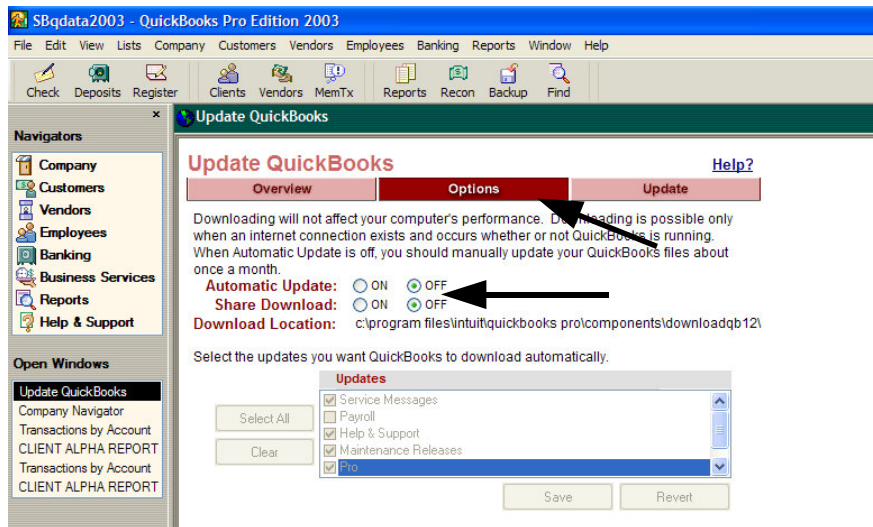 SBqdata2003 - QuickBooks Pro Edition 2003
File Edit View Lists Company Customers Vendors Employees Banking Reports Window Help
Check Deposits Register Clients Vendors MemTx Reports Recon Backup Find
Navigators
Company
Customers
Vendors
Employees
Banking
Business Services
Reports
Help & Support
Open Windows
Update QuickBooks
Company Navigator
Transactions by Account
CLIENT ALPHA REPORT
Transactions by Account
CLIENT ALPHA REPORT
Update QuickBooks
Update QuickBooks
Help?
Overview Options Update
Downloading will not affect your computer's performance. Downloading is possible only
when an internet connection exists and occurs whether or not QuickBooks is running.
When Automatic Update is off, you should manually update your QuickBooks files about
once a month.
Automatic Update: ON OFF
Share Download: ON OFF
Download Location: c:\program files\intuit\quickbooks pro\components\downloadqb12\
Select the updates you want QuickBooks to download automatically.
Updates
Select All
Clear
Service Messages
Payroll
Help & Support
Maintenance Releases
Pro
Save Revert